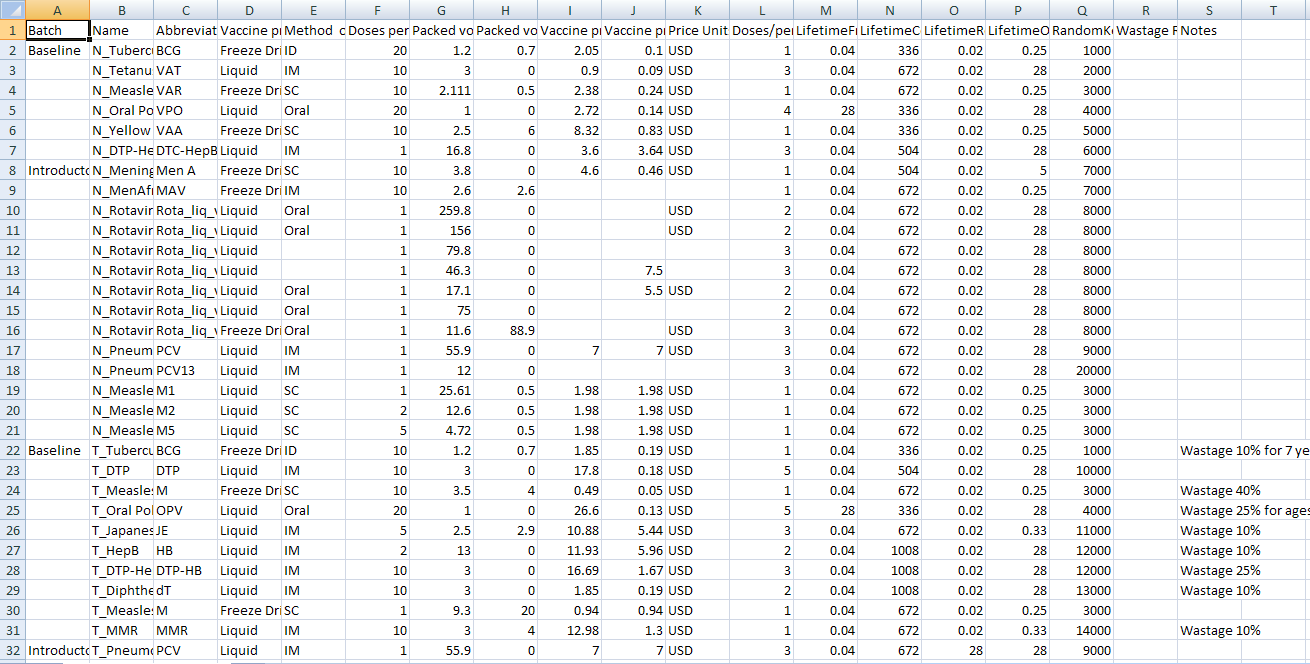 A B C D E F G H I J K L M N O P Q R S T
1 Batch Name Abbreviat Vaccine pr Method c Doses per Packed vo Packed vo Vaccine pr Vaccine pr Price Unit Doses/per LifetimeFr LifetimeC LifetimeR LifetimeO RandomKe Wastage F Notes
2 Baseline N_Tubercu BCG Freeze Dri ID 20 1.2 0.7 2.05 0.1 USD 1 0.04 336 0.02 0.25 1000
3 N_Tetanu VAT Liquid IM 10 3 0 0.9 0.09 USD 3 0.04 672 0.02 28 2000
4 N_Measle VAR Freeze Dri SC 10 2.111 0.5 2.38 0.24 USD 1 0.04 672 0.02 0.25 3000
5 N_Oral Po VPO Liquid Oral 20 1 0 2.72 0.14 USD 4 28 336 0.02 28 4000
6 N_Yellow VAA Freeze Dri SC 10 2.5 6 8.32 0.83 USD 1 0.04 336 0.02 0.25 5000
7 N_DTP-He DTC-HepB Liquid IM 1 16.8 0 3.6 3.64 USD 3 0.04 504 0.02 28 6000
8 Introducto N_Mening Men A Freeze Dri SC 10 3.8 0 4.6 0.46 USD 1 0.04 504 0.02 5 7000
9 N_MenAfr MAV Freeze Dri IM 10 2.6 2.6 1 0.04 672 0.02 0.25 7000
10 N_Rotavir Rota_liq_v Liquid Oral 1 259.8 0 USD 2 0.04 672 0.02 28 8000
11 N_Rotavir Rota_liq_v Liquid Oral 1 156 0 USD 2 0.04 672 0.02 28 8000
12 N_Rotavir Rota_liq_v Liquid 1 79.8 0 3 0.04 672 0.02 28 8000
13 N_Rotavir Rota_liq_v Liquid 1 46.3 0 7.5 3 0.04 672 0.02 28 8000
14 N_Rotavir Rota_liq_v Liquid Oral 1 17.1 0 5.5 USD 2 0.04 672 0.02 28 8000
15 N_Rotavir Rota_liq_v Liquid Oral 1 75 0 2 0.04 672 0.02 28 8000
16 N_Rotavir Rota_liq_v Freeze Dri Oral 1 11.6 88.9 USD 3 0.04 672 0.02 28 8000
17 N_Pneum PCV Liquid IM 1 55.9 0 7 7 USD 3 0.04 672 0.02 28 9000
18 N_Pneum PCV13 Liquid IM 1 12 0 3 0.04 672 0.02 28 20000
19 N_Measle M1 Liquid SC 1 25.61 0.5 1.98 1.98 USD 1 0.04 672 0.02 0.25 3000
20 N_Measle M2 Liquid SC 2 12.6 0.5 1.98 1.98 USD 1 0.04 672 0.02 0.25 3000
21 N_Measle M5 Liquid SC 5 4.72 0.5 1.98 1.98 USD 1 0.04 672 0.02 0.25 3000
22 Baseline T_Tubercu BCG Freeze Dri ID 10 1.2 0.7 1.85 0.19 USD 1 0.04 336 0.02 0.25 1000 Wastage 10% for 7 ye
23 T_DTP DTP Liquid IM 10 3 0 17.8 0.18 USD 5 0.04 504 0.02 28 10000
24 T_Measles M Freeze Dri SC 10 3.5 4 0.49 0.05 USD 1 0.04 672 0.02 0.25 3000 Wastage 40%
25 T_Oral Pol OPV Liquid Oral 20 1 0 26.6 0.13 USD 5 28 336 0.02 28 4000 Wastage 25% for ages
26 T_Japanes JE Liquid IM 5 2.5 2.9 10.88 5.44 USD 3 0.04 672 0.02 0.33 11000 Wastage 10%
27 T_HepB HB Liquid IM 2 13 0 11.93 5.96 USD 2 0.04 1008 0.02 28 12000 Wastage 10%
28 T_DTP-He DTP-HB Liquid IM 10 3 0 16.69 1.67 USD 3 0.04 1008 0.02 28 12000 Wastage 25%
29 T_Diphthe dT Liquid IM 10 3 0 1.85 0.19 USD 2 0.04 1008 0.02 28 13000 Wastage 10%
30 T_Measles M Freeze Dri SC 1 9.3 20 0.94 0.94 USD 1 0.04 672 0.02 0.25 3000
31 T_MMR MMR Liquid IM 10 3 4 12.98 1.3 USD 1 0.04 672 0.02 0.33 14000 Wastage 10%
32 Introducto T_Pneumo PCV Liquid IM 1 55.9 0 7 7 USD 3 0.04 672 28 28 9000